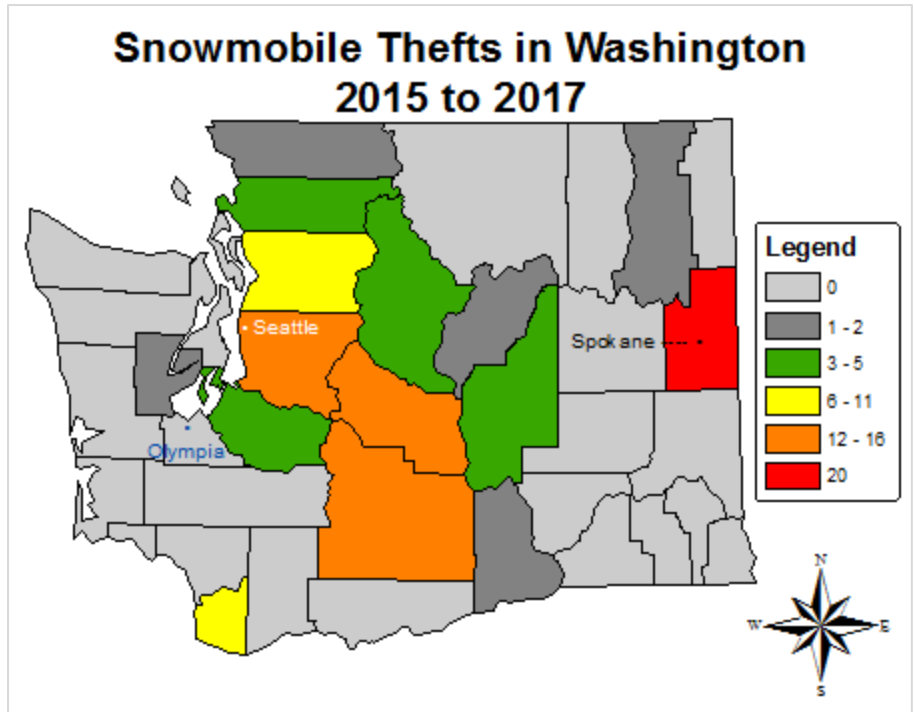 Snowmobile Thefts in Washington
2015 to 2017
Legend
0
1 - 2
3 - 5
6 - 11
12 - 16
20
Seattle
Spokane
Olympia
N
W
E
S